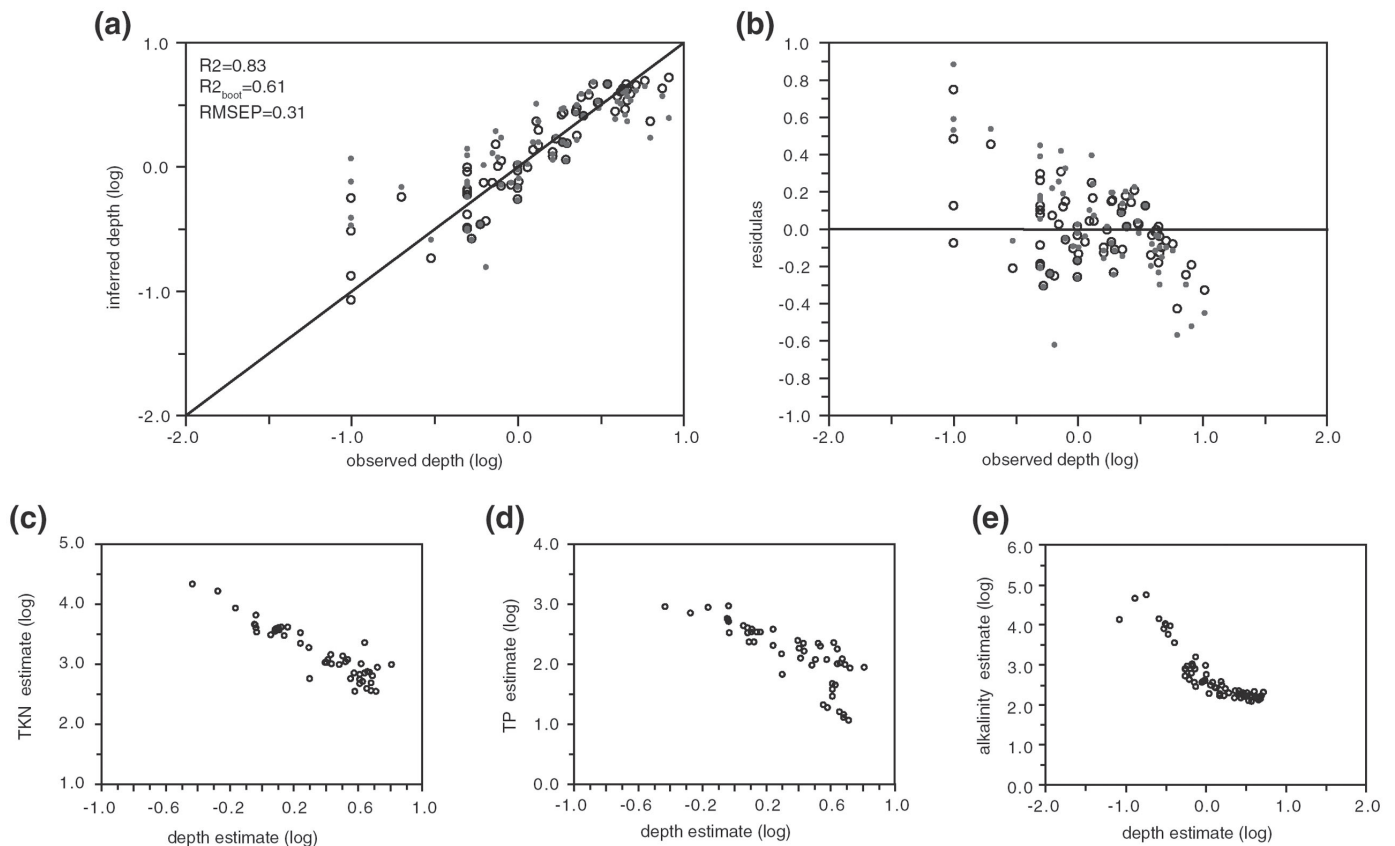 (a)
1.0
0.0
-1.0
-2.0
inferred depth (log)
R2=0.83
R2boot=0.61
RMSEP=0.31
-2.0 -1.0 0.0 1.0
observed depth (log)
(b)
1.0
0.8
0.6
0.4
0.2
0.0
-0.2
-0.4
-0.6
-0.8
-1.0
residulas
-2.0 -1.0 0.0 1.0 2.0
observed depth (log)
(c)
5.0
4.0
3.0
2.0
1.0
TKN estimate (log)
-1.0 -0.6 -0.2 0.2 0.6 1.0
depth estimate (log)
(d)
4.0
3.0
2.0
1.0
0.0
TP estimate (log)
-1.0 -0.6 -0.2 0.2 0.6 1.0
depth estimate (log)
(e)
6.0
5.0
4.0
3.0
2.0
1.0
0.0
alkalinity estimate (log)
-2.0 -1.0 0.0 1.0 2.0
depth estimate (log)